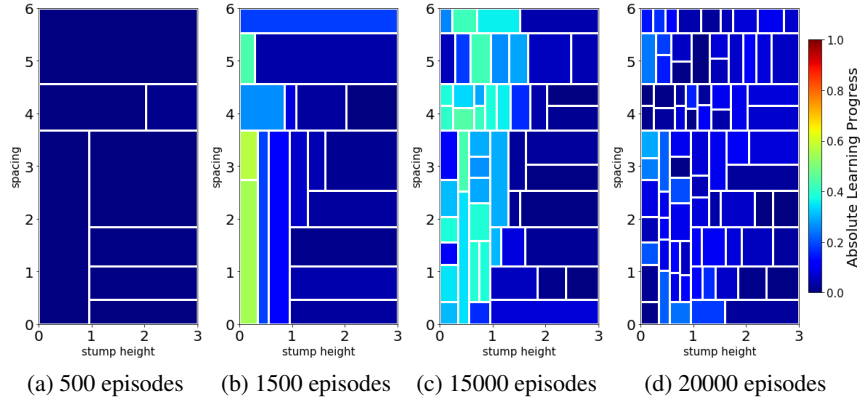 6
5
4
3
2
1
0
spacing
0 1 2 3
stump height
(a) 500 episodes
6
5
4
3
2
1
0
spacing
0 1 2 3
stump height
(b) 1500 episodes
6
5
4
3
2
1
0
spacing
0 1 2 3
stump height
(c) 15000 episodes
6
5
4
3
2
1
0
spacing
0 1 2 3
stump height
(d) 20000 episodes
1.0
0.8
0.6
0.4
0.2
0.0
Absolute Learning Progress